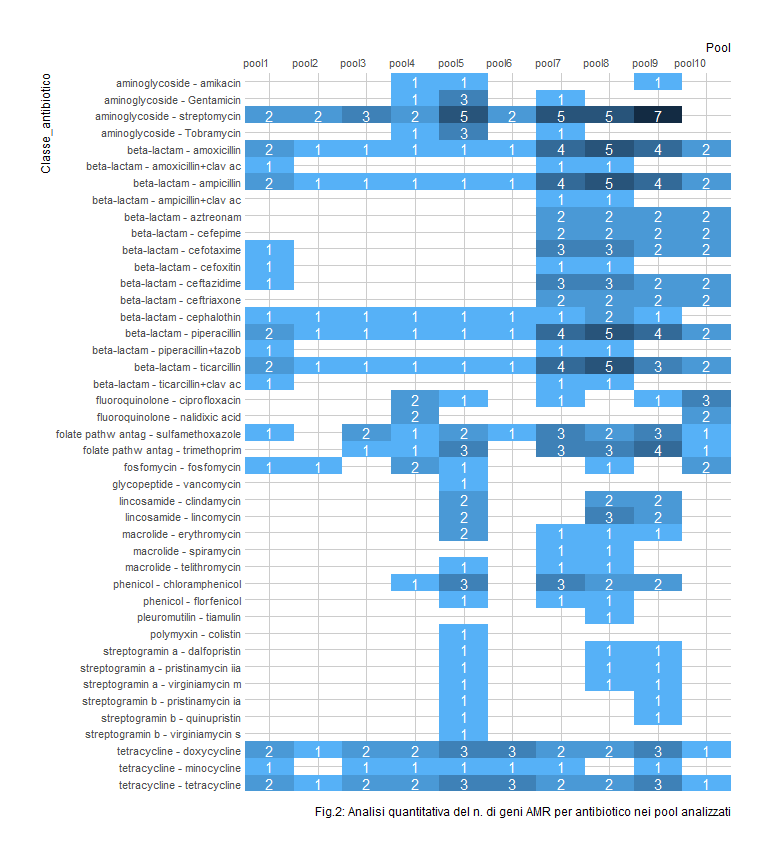 Pool
pool1 pool2 pool3 pool4 pool5 pool6 pool7 pool8 pool9 pool10
Classe_antibiotico
aminoglycoside - amikacin 1 1 1
aminoglycoside - Gentamicin 1 3 1
aminoglycoside - streptomycin 2 2 3 2 5 2 5 5 7
aminoglycoside - Tobramycin 1 3 1
beta-lactam - amoxicillin 2 1 1 1 1 1 4 5 4 2
beta-lactam - amoxicillin+clav ac 1 1 1
beta-lactam - ampicillin 2 1 1 1 1 1 4 5 4 2
beta-lactam - ampicillin+clav ac 1 1
beta-lactam - aztreonam 2 2 2 2
beta-lactam - cefepime 2 2 2 2
beta-lactam - cefotaxime 1 3 3 2 2
beta-lactam - cefoxitin 1 1 1
beta-lactam - ceftazidime 1 3 3 2 2
beta-lactam - ceftriaxone 2 2 2 2
beta-lactam - cephalothin 1 1 1 1 1 1 1 2 1
beta-lactam - piperacillin 2 1 1 1 1 1 4 5 4 2
beta-lactam - piperacillin+tazob 1 1 1
beta-lactam - ticarcillin 2 1 1 1 1 1 4 5 3 2
beta-lactam - ticarcillin+clav ac 1 1 1
fluoroquinolone - ciprofloxacin 2 1 1 1 3
fluoroquinolone - nalidixic acid 2 2
folate pathw antag - sulfamethoxazole 1 2 1 2 1 3 2 3 1
folate pathw antag - trimethoprim 1 1 3 3 3 4 1
fosfomycin - fosfomycin 1 1 2 1 1 2
glycopeptide - vancomycin 1
lincosamide - clindamycin 2 2 2
lincosamide - lincomycin 2 3 2
macrolide - erythromycin 2 1 1 1
macrolide - spiramycin 1 1
macrolide - telithromycin 1 1 1
phenicol - chloramphenicol 1 3 3 2 2
phenicol - florfenicol 1 1 1
pleuromutilin - tiamulin 1
polymyxin - colistin 1
streptogramin a - dalfopristin 1 1 1
streptogramin a - pristinamycin iia 1 1 1
streptogramin a - virginiamycin m 1 1 1
streptogramin b - pristinamycin ia 1 1
streptogramin b - quinupristin 1 1
streptogramin b - virginiamycin s 1
tetracycline - doxycycline 2 1 2 2 3 3 2 2 3 1
tetracycline - minocycline 1 1 1 1 1 1 1
tetracycline - tetracycline 2 1 2 2 3 3 2 2 3 1
Fig.2: Analisi quantitativa del n. di geni AMR per antibiotico nei pool analizzati